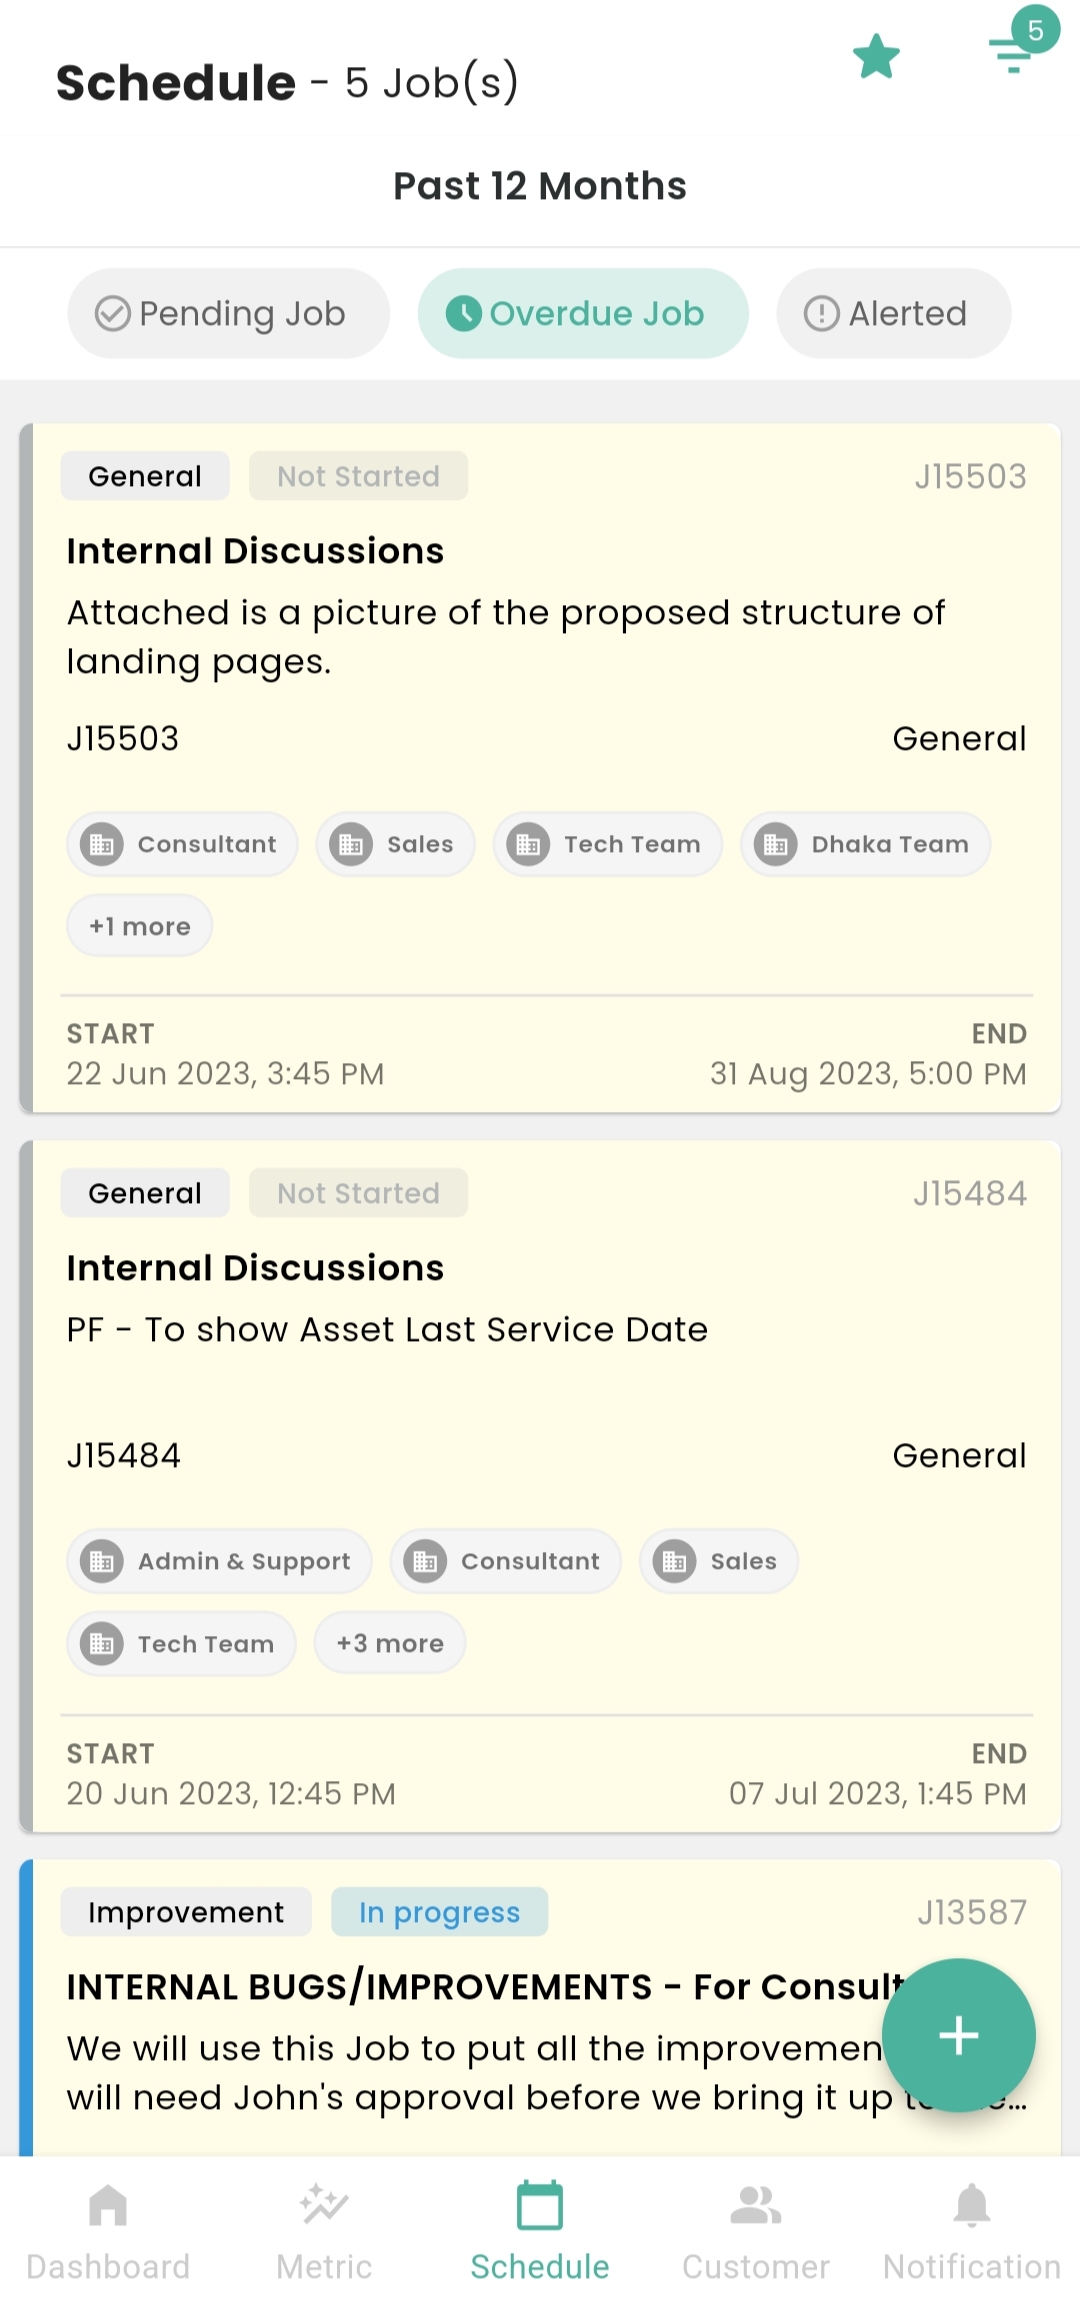 5
Schedule - 5 Job(s)
Past 12 Months
Pending Job Overdue Job Alerted
General Not Started J15503
Internal Discussions
Attached is a picture of the proposed structure of
landing pages.
J15503 General
Consultant Sales Tech Team Dhaka Team
+1 more
START END
22 Jun 2023, 3:45 PM 31 Aug 2023, 5:00 PM
General Not Started J15484
Internal Discussions
PF - To show Asset Last Service Date
J15484 General
Admin & Support Consultant Sales
Tech Team +3 more
START END
20 Jun 2023, 12:45 PM 07 Jul 2023, 1:45 PM
Improvement In progress J13587
INTERNAL BUGS/IMPROVEMENTS - For Consult
We will use this Job to put all the improvemen
will need John's approval before we bring it up
Dashboard Metric Schedule Customer Notification